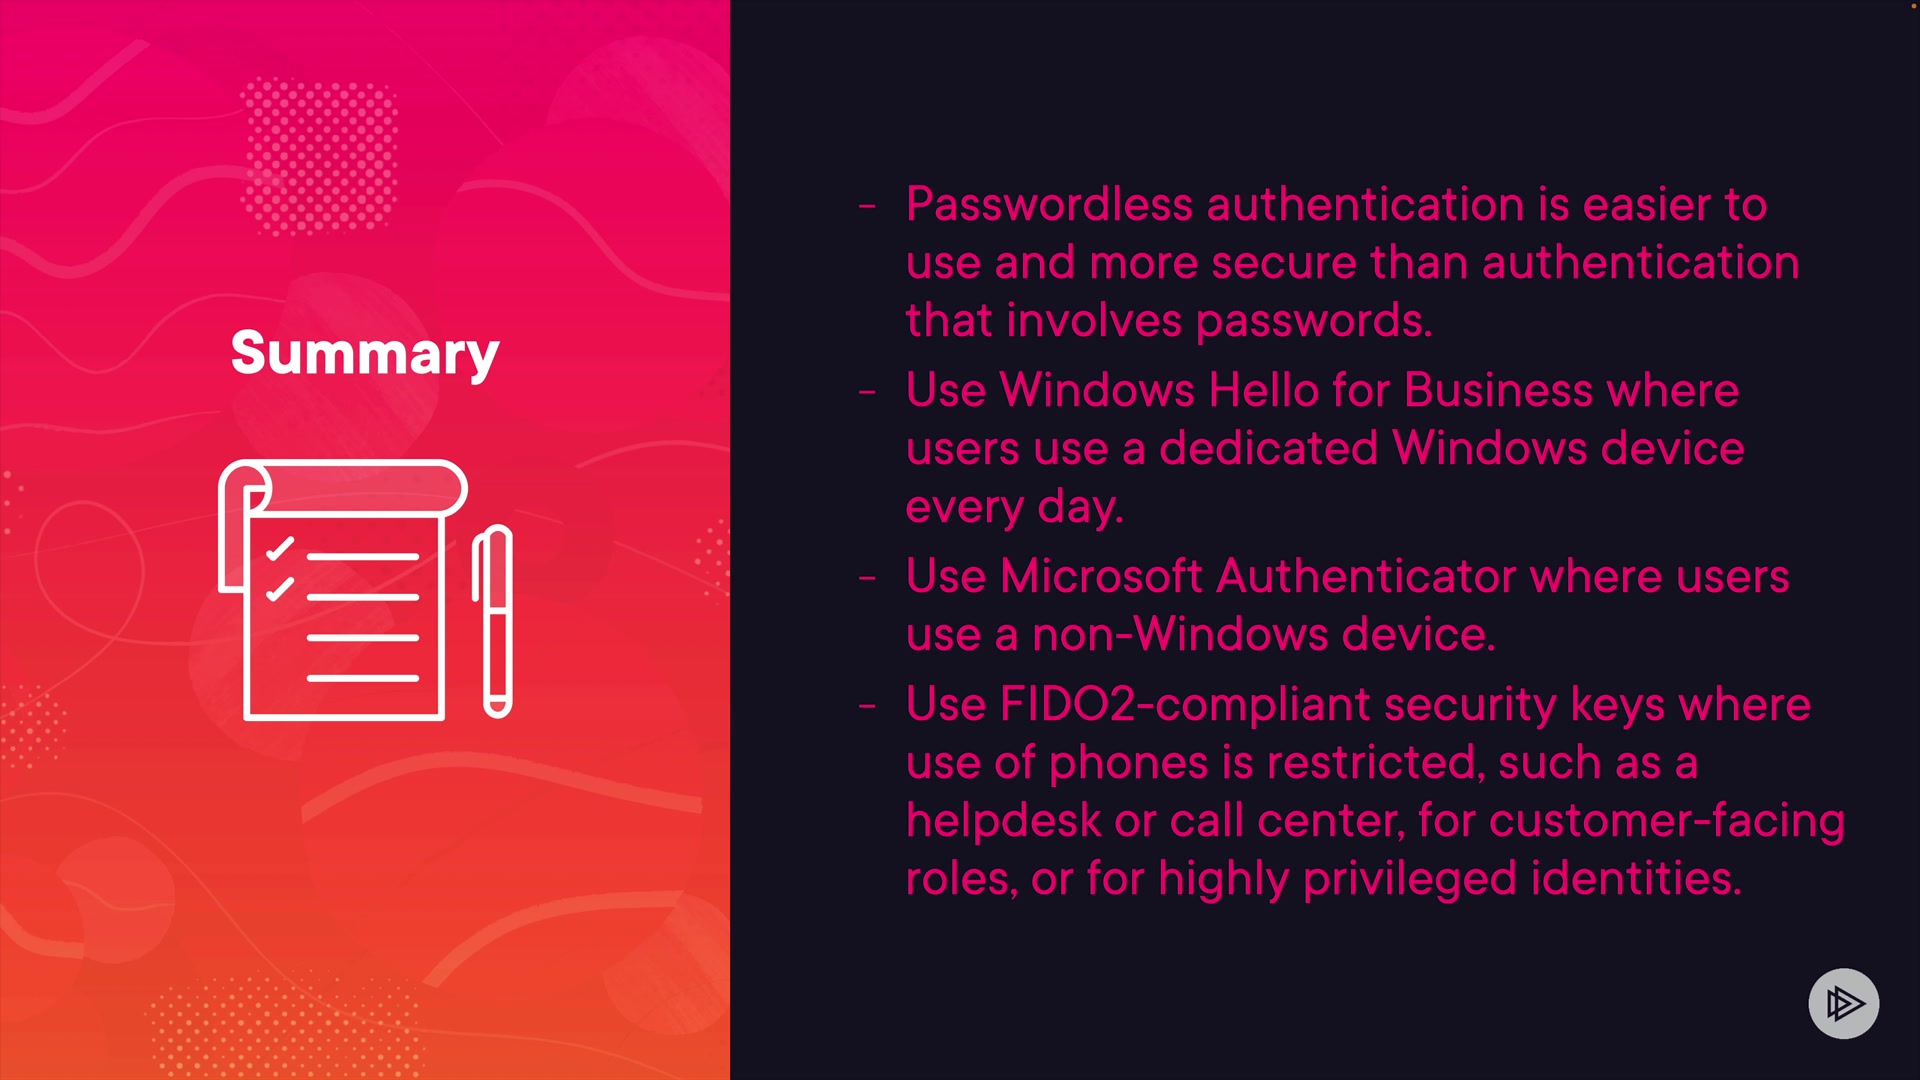 Summary
- Passwordless authentication is easier to
use and more secure than authentication
that involves passwords.
- Use Windows Hello for Business where
users use a dedicated Windows device
every day.
- Use Microsoft Authenticator where users
use a non-Windows device.
- Use FIDO2-compliant security keys where
use of phones is restricted, such as a
helpdesk or call center, for customer-facing
roles, or for highly privileged identities.